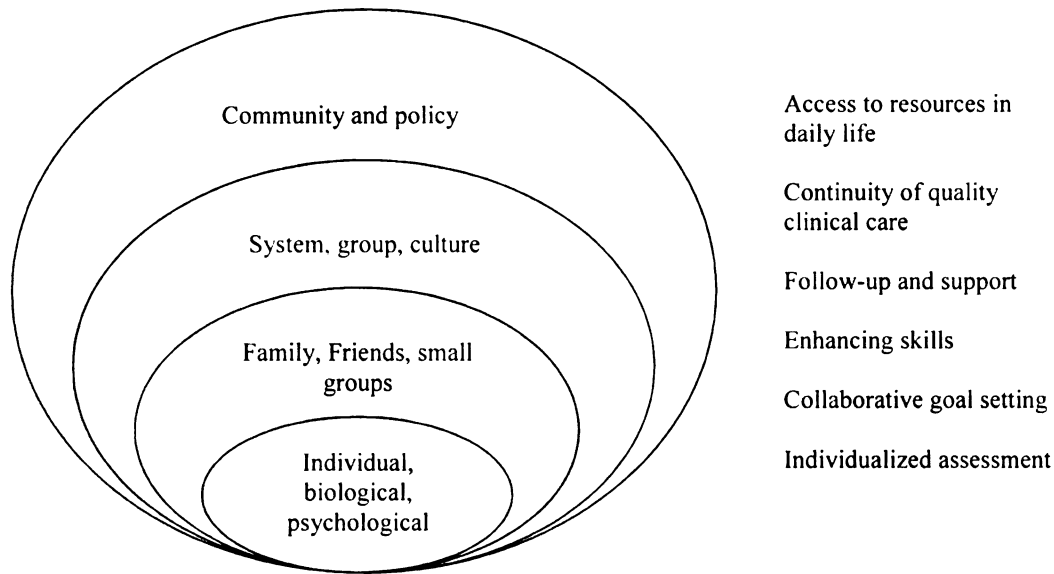 Community and policy
System, group, culture
Family, Friends, small
groups
Individual,
biological,
psychological
Access to resources in
daily life
Continuity of quality
clinical care
Follow-up and support
Enhancing skills
Collaborative goal setting
Individualized assessment